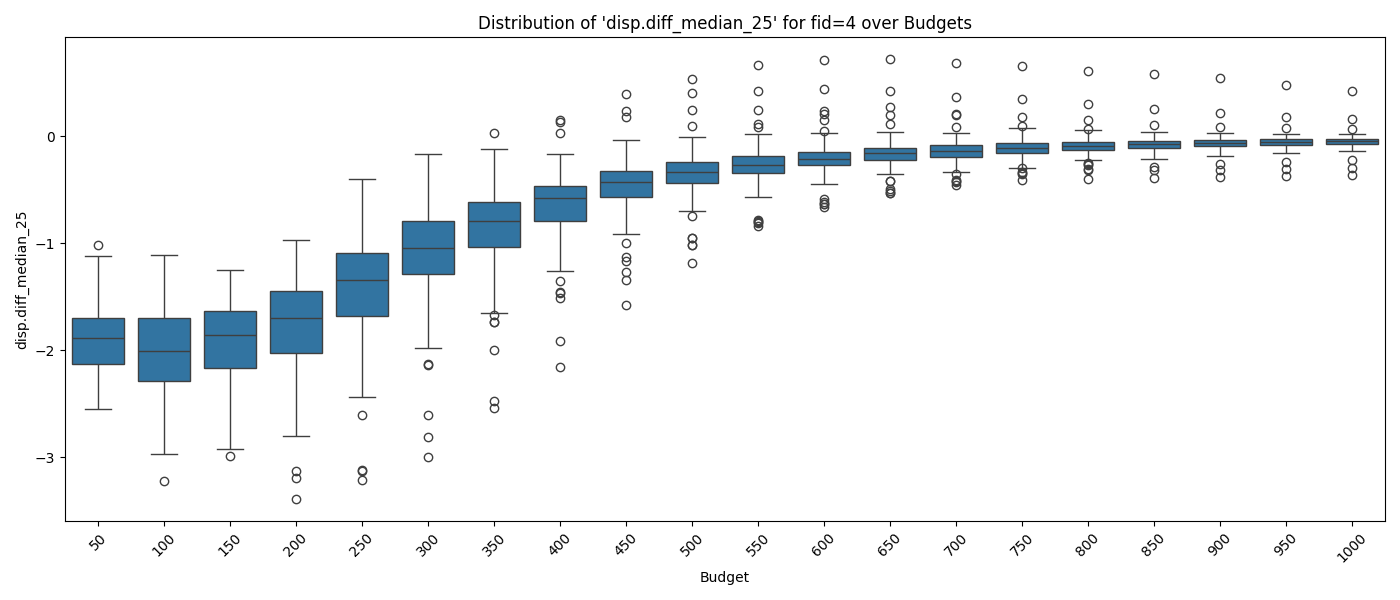 Distribution of 'disp.diff_median_25' for fid=4 over Budgets
disp.diff_median_25
0
−1
−2
−3
50 100 150 200 250 300 350 400 450 500 550 600 650 700 750 800 850 900 950 1000
Budget